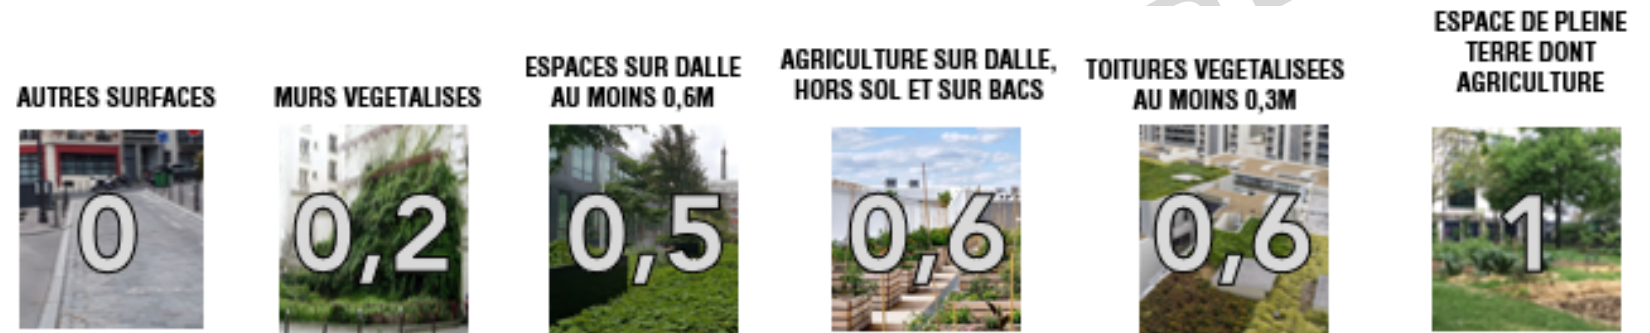 AUTRES SURFACES
0
MURS VEGETALISES
0,2
ESPACES SUR DALLE
AU MOINS 0,6M
0,5
AGRICULTURE SUR DALLE,
HORS SOL ET SUR BACS
0,6
TOITURES VEGETALISEES
AU MOINS 0,3M
0,6
ESPACE DE PLEINE
TERRE DONT
AGRICULTURE
1